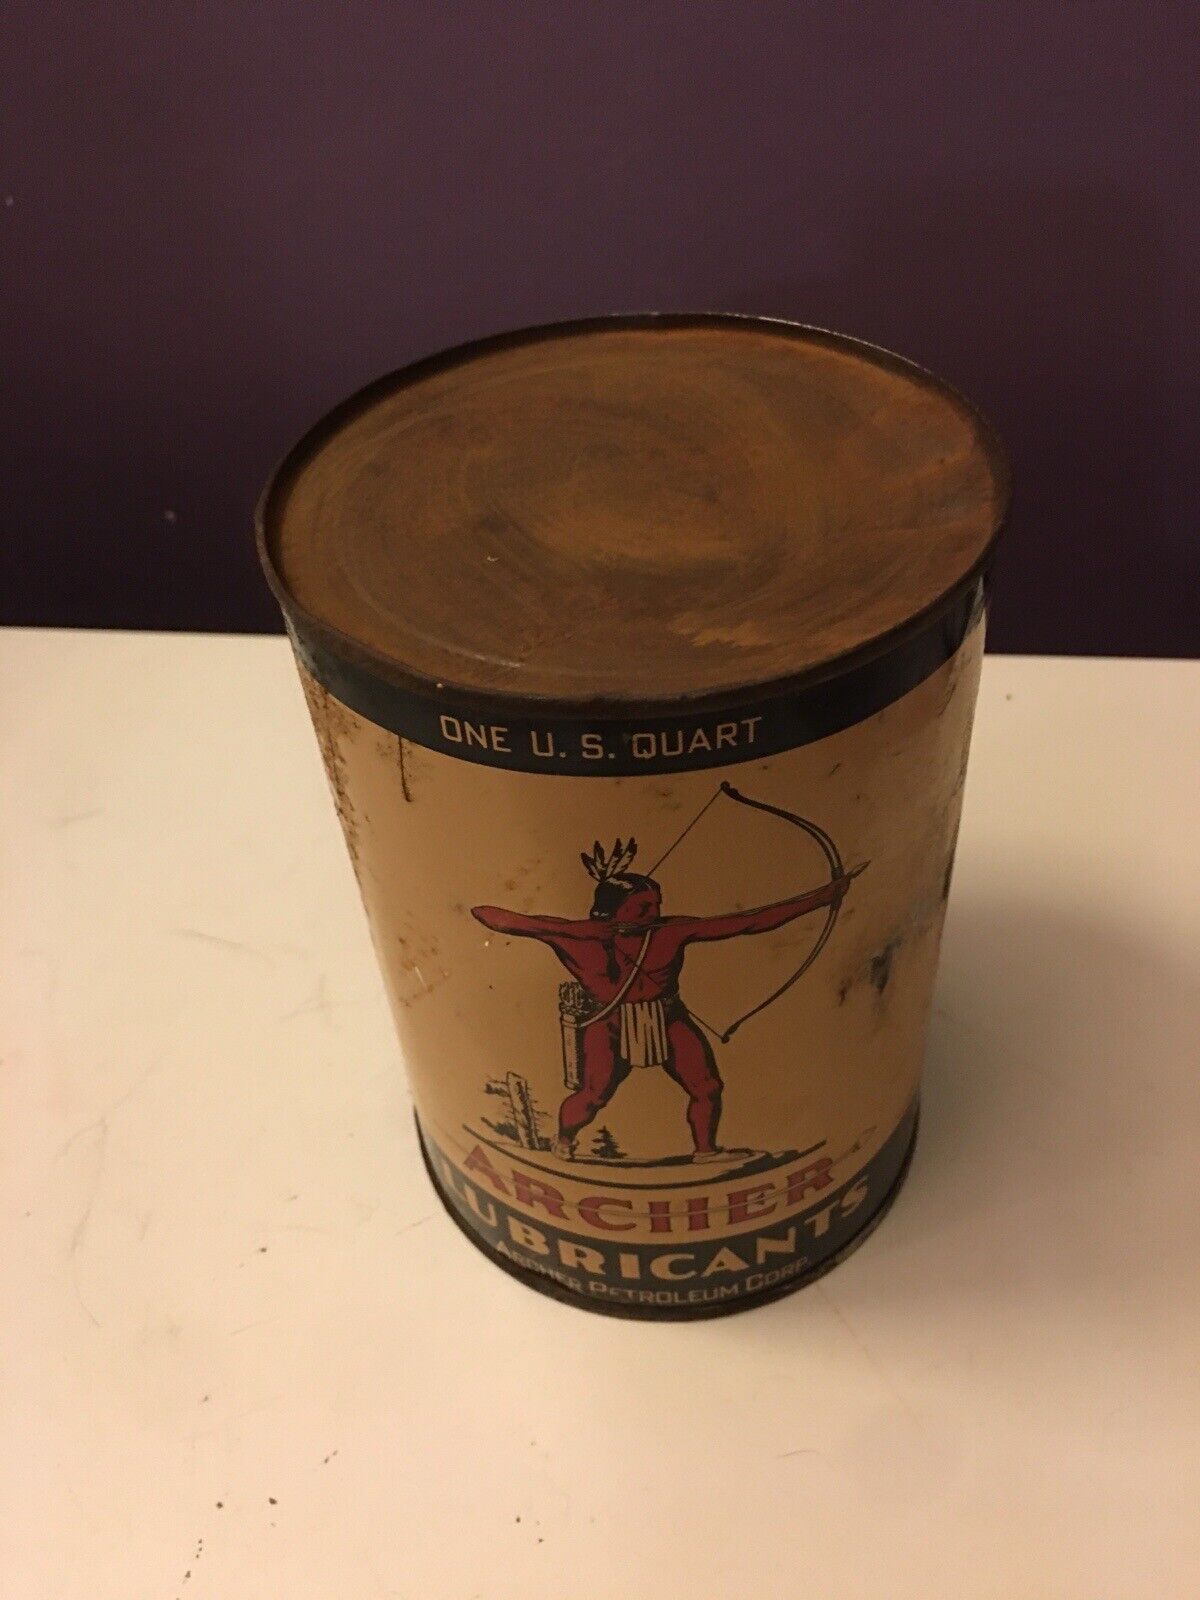 ONE U. S. QUART
ARCHER
LUBRICANTS
ARCHER PETROLEUM CORP.